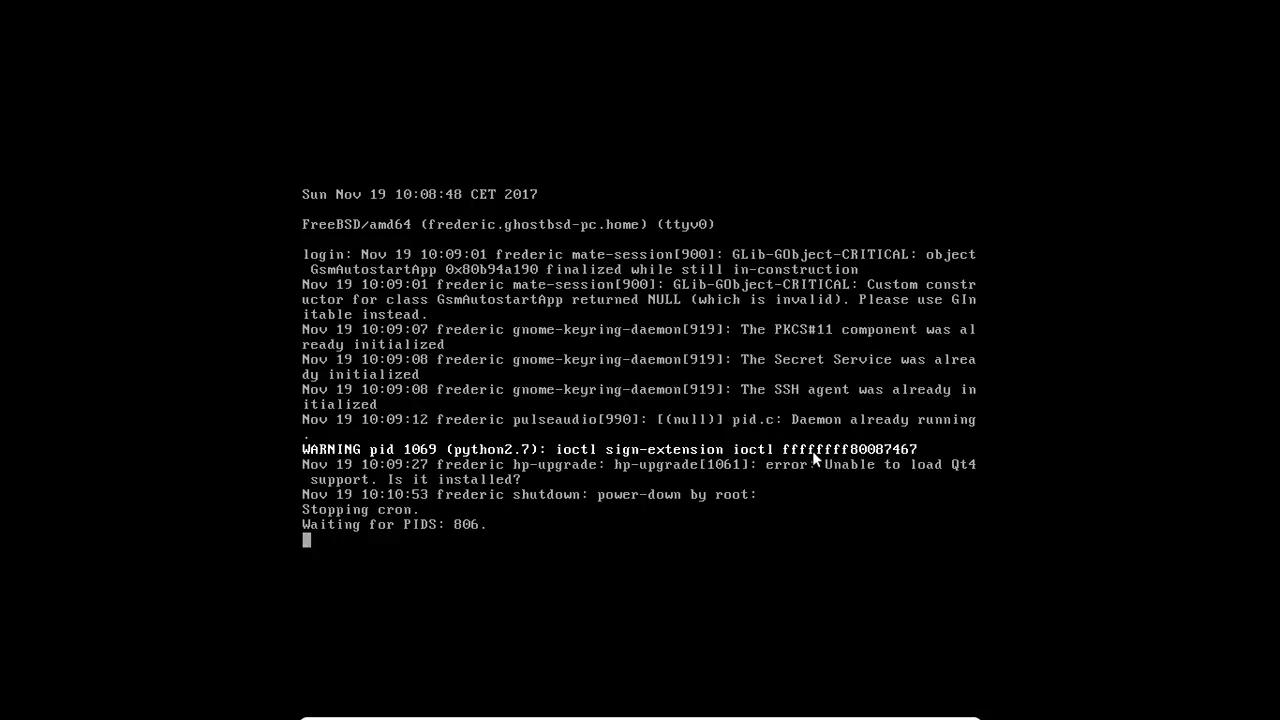 Sun Nov 19 10:08:48 CET 2017
FreeBSD/amd64 (frederic.ghostbsd-pc.home) (ttyv0)
login: Nov 19 10:09:01 frederic mate-session[900]: GLib-GObject-CRITICAL: object
 GsmAutostartApp 0x80b94a190 finalized while still in-construction
Nov 19 10:09:01 frederic mate-session[900]: GLib-GObject-CRITICAL: Custom constr
uctor for class GsmAutostartApp returned NULL (which is invalid). Please use GIn
itable instead.
Nov 19 10:09:07 frederic gnome-keyring-daemon[919]: The PKCS#11 component was al
ready initialized
Nov 19 10:09:08 frederic gnome-keyring-daemon[919]: The Secret Service was alrea
dy initialized
Nov 19 10:09:08 frederic gnome-keyring-daemon[919]: The SSH agent was already in
itialized
Nov 19 10:09:12 frederic pulseaudio[990]: [(null)] pid.c: Daemon already running
.
WARNING pid 1069 (python2.7): ioctl sign-extension ioctl ffffffff80087467
Nov 19 10:09:27 frederic hp-upgrade: hp-upgrade[1061]: error: Unable to load Qt4
 support. Is it installed?
Nov 19 10:10:53 frederic shutdown: power-down by root:
Stopping cron.
Waiting for PIDS: 806.